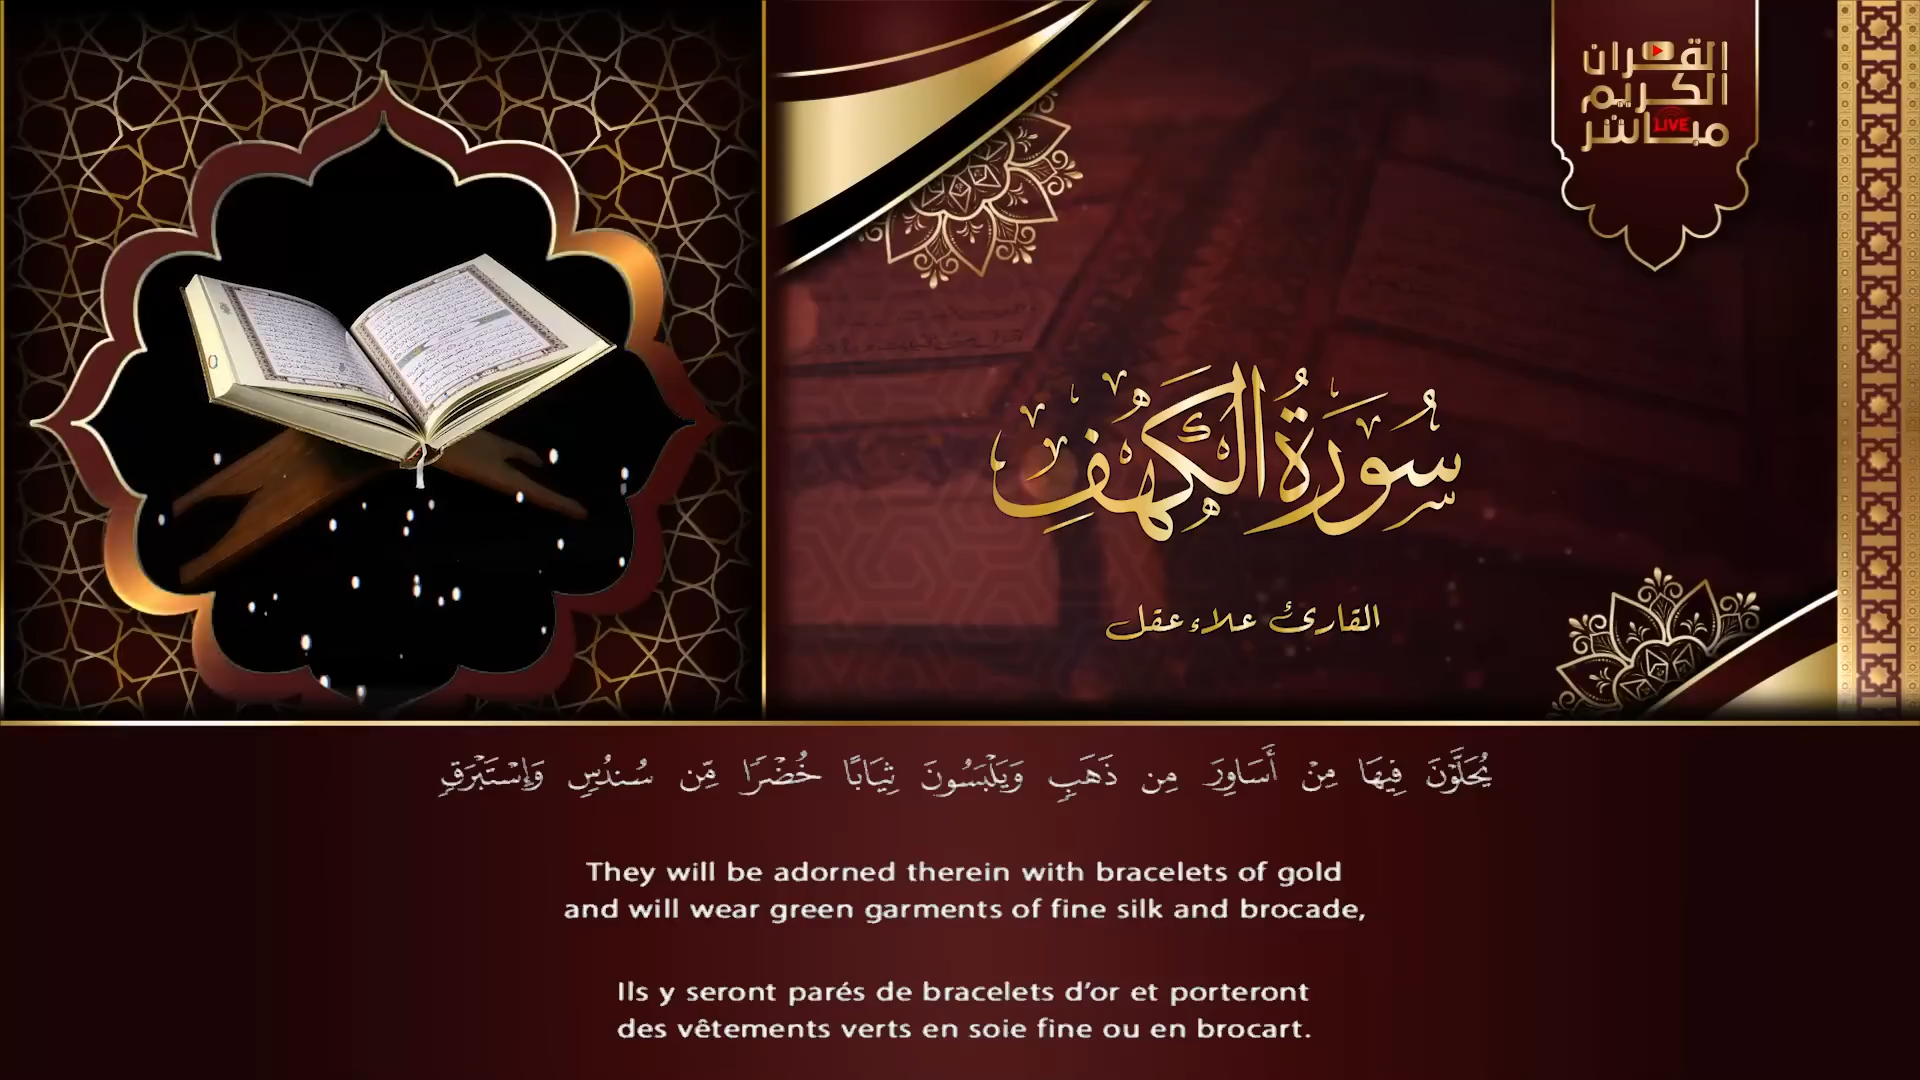 القرآن
الكريم
مباشر
LIVE
سُورَةُ الكَهْفِ
القارئ علاء عقل
يُحَلَّوْنَ فِيهَا مِنْ أَسَاوِرَ مِن ذَهَبٍ وَيَلْبَسُونَ ثِيَابًا خُضْرًا مِّن سُندُسٍ وَإِسْتَبْرَقٍ
They will be adorned therein with bracelets of gold
and will wear green garments of fine silk and brocade,
Ils y seront parés de bracelets d’or et porteront
des vêtements verts en soie fine ou en brocart.